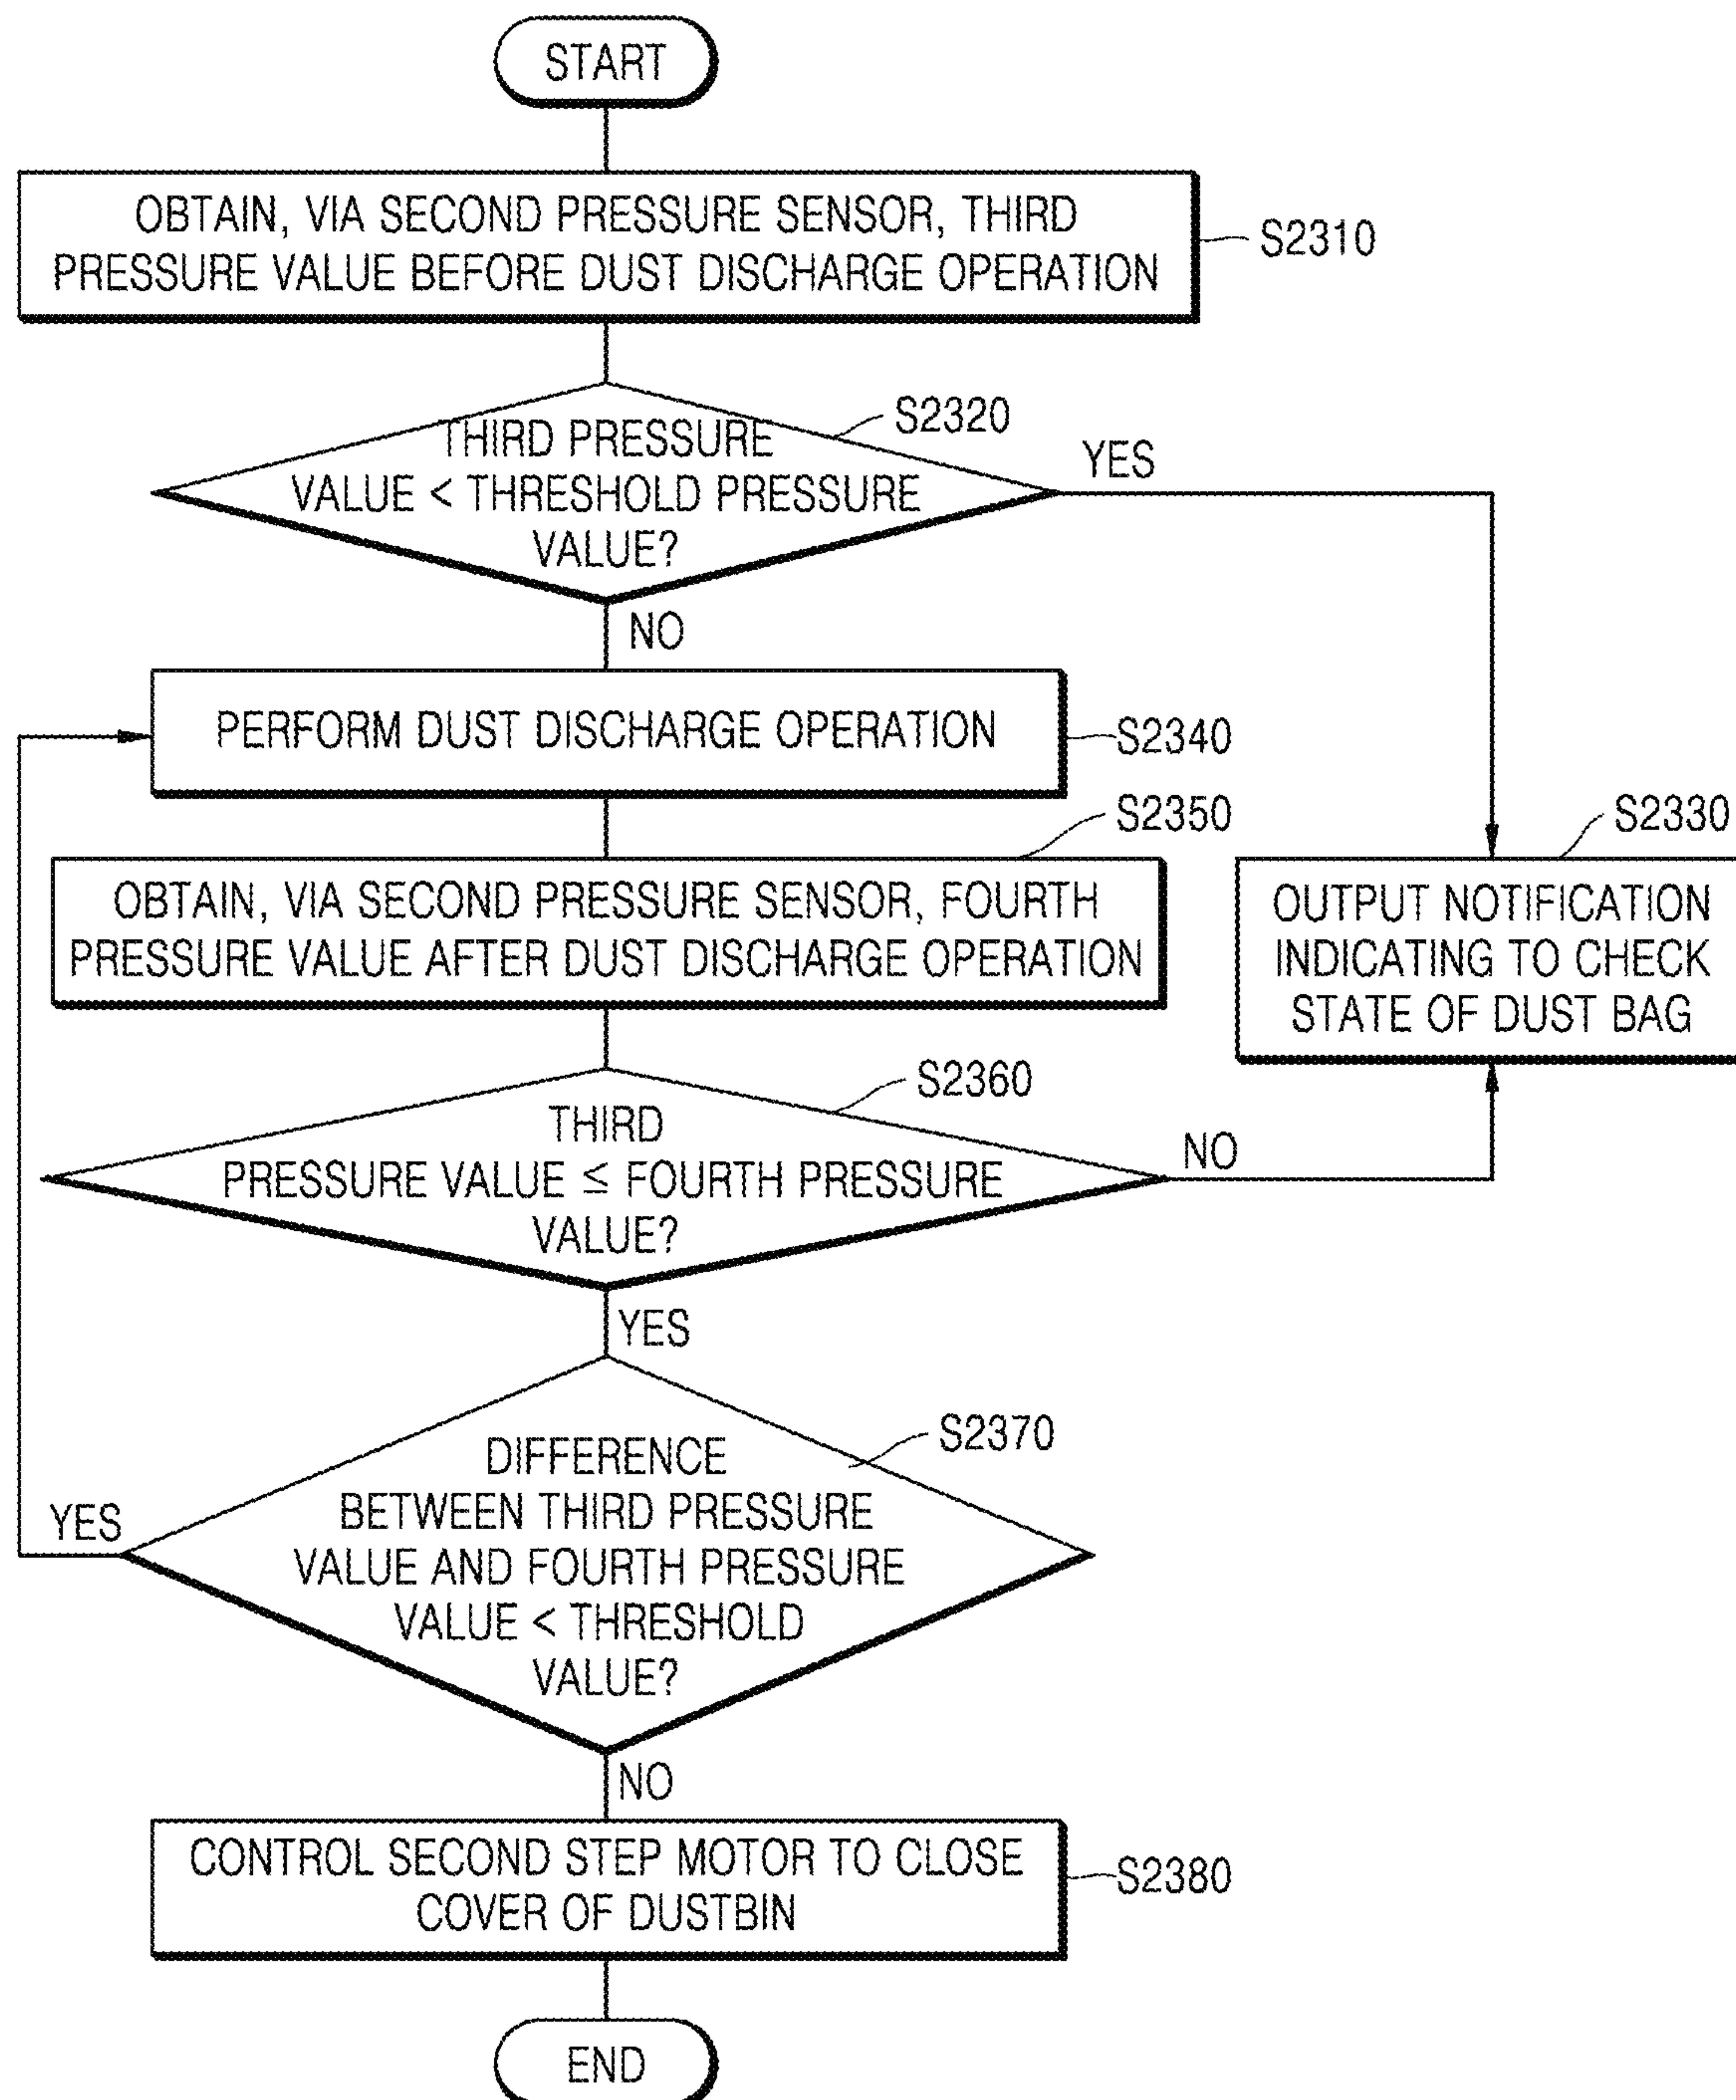 START
OBTAIN, VIA SECOND PRESSURE SENSOR, THIRD
PRESSURE VALUE BEFORE DUST DISCHARGE OPERATION
S2310
S2320
THIRD PRESSURE
VALUE < THRESHOLD PRESSURE
VALUE?
YES
NO
PERFORM DUST DISCHARGE OPERATION
S2340
S2350
OBTAIN, VIA SECOND PRESSURE SENSOR, FOURTH
PRESSURE VALUE AFTER DUST DISCHARGE OPERATION
S2330
OUTPUT NOTIFICATION
INDICATING TO CHECK
STATE OF DUST BAG
S2360
THIRD
PRESSURE VALUE ≤ FOURTH PRESSURE
VALUE?
NO
YES
S2370
DIFFERENCE
BETWEEN THIRD PRESSURE
VALUE AND FOURTH PRESSURE
VALUE < THRESHOLD
VALUE?
YES
NO
CONTROL SECOND STEP MOTOR TO CLOSE
COVER OF DUSTBIN
S2380
END